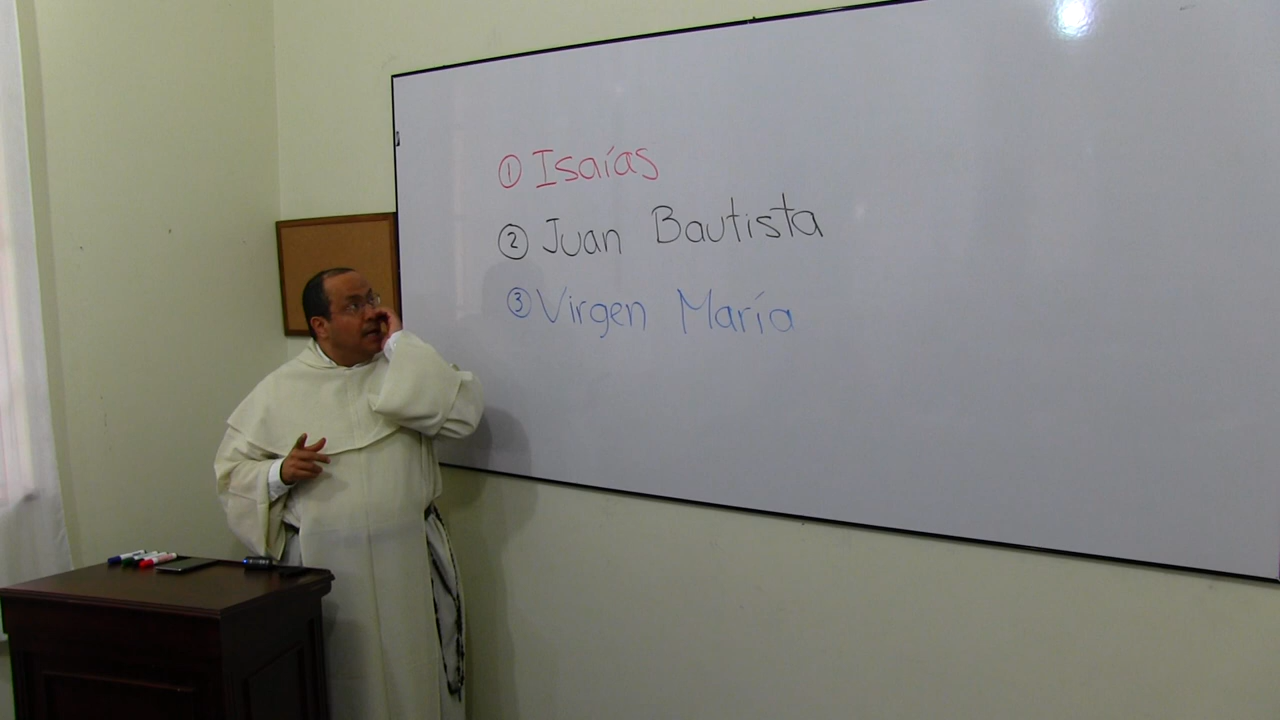 ① Isaías
② Juan Bautista
③ Virgen María